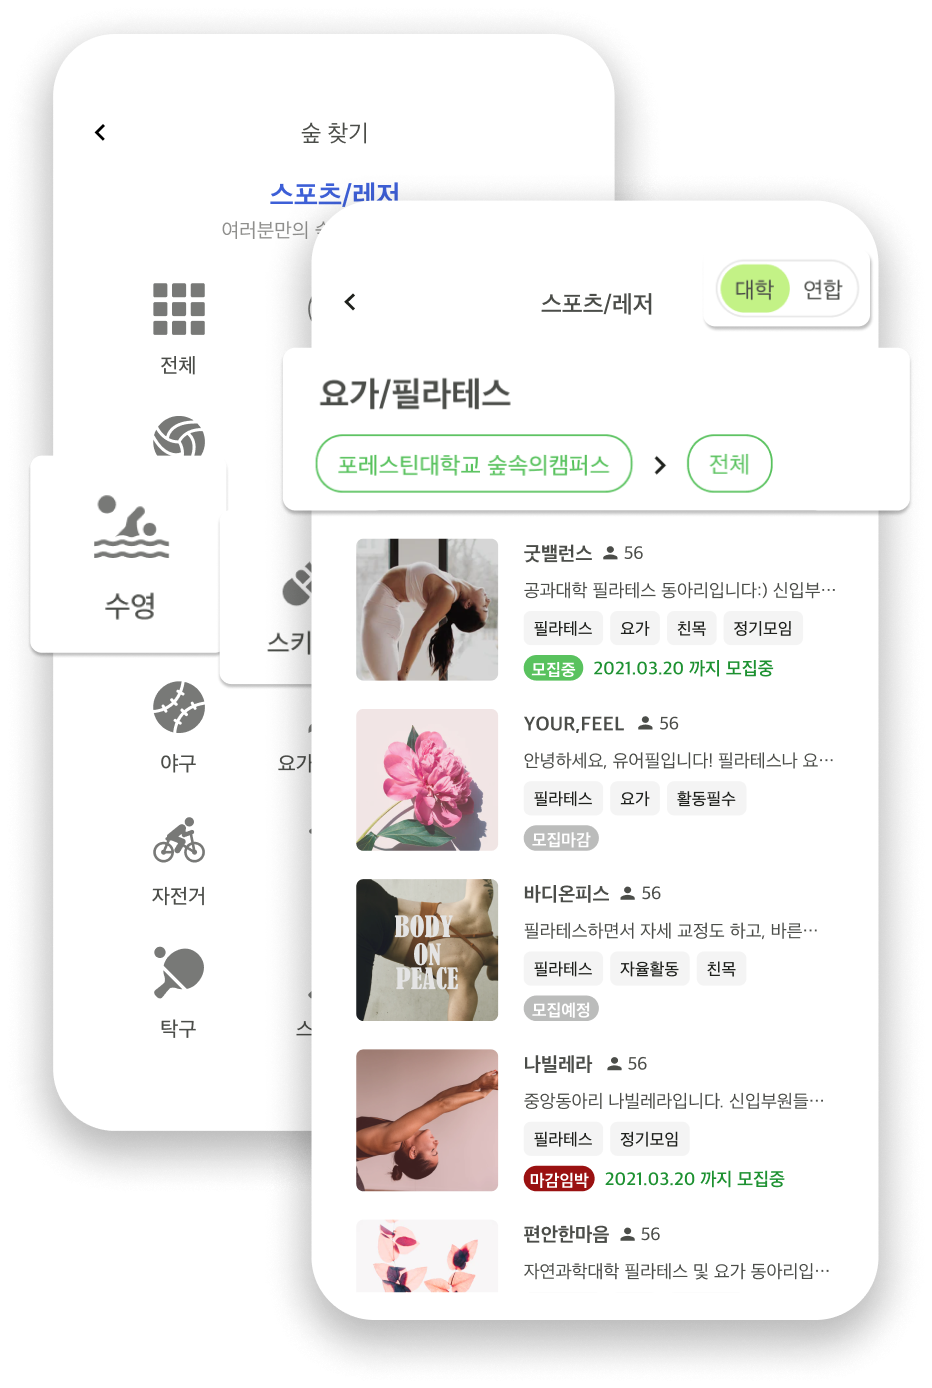 숲 찾기
스포츠/레저
여러분만의
전체
수영
스키
야구
요가
자전거
탁구
스
스포츠/레저
대학 연합
요가/필라테스
포레스틴대학교 숲속의캠퍼스 > 전체
굿밸런스 56
공과대학 필라테스 동아리입니다:) 신입부…
필라테스 요가 친목 정기모임
모집중 2021.03.20 까지 모집중
YOUR,FEEL 56
안녕하세요, 유어필입니다! 필라테스나 요…
필라테스 요가 활동필수
모집마감
바디온피스 56
필라테스하면서 자세 교정도 하고, 바른…
필라테스 자율활동 친목
모집예정
BODY
ON
PEACE
나빌레라 56
중앙동아리 나빌레라입니다. 신입부원들…
필라테스 정기모임
마감임박 2021.03.20 까지 모집중
편안한마음 56
자연과학대학 필라테스 및 요가 동아리입…